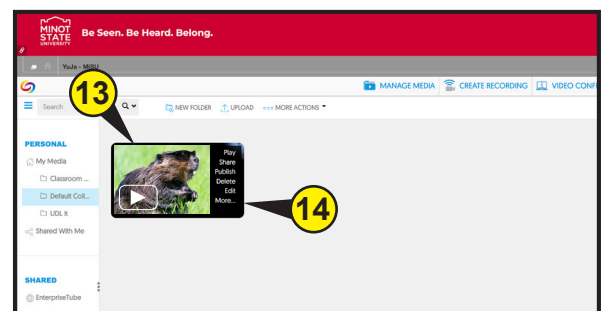 MINOT
STATE
UNIVERSITY
Be Seen. Be Heard. Belong.
YuJa - MiSU
MANAGE MEDIA CREATE RECORDING VIDEO CONF
Search NEW FOLDER UPLOAD MORE ACTIONS
13
PERSONAL
My Media
Classroom ...
Default Coll...
UDL It
Shared With Me
Play
Share
Publish
Delete
Edit
More...
14
SHARED
EnterpriseTube